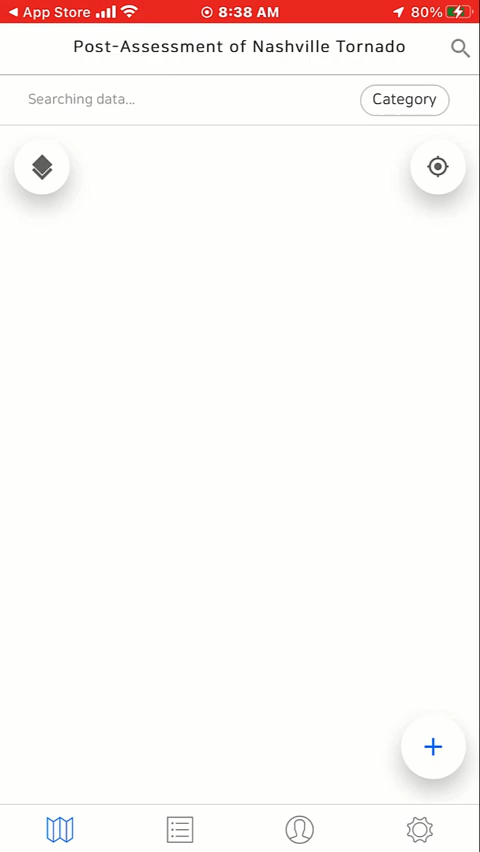 App Store 8:38 AM 80%
Post-Assessment of Nashville Tornado
Searching data... Category